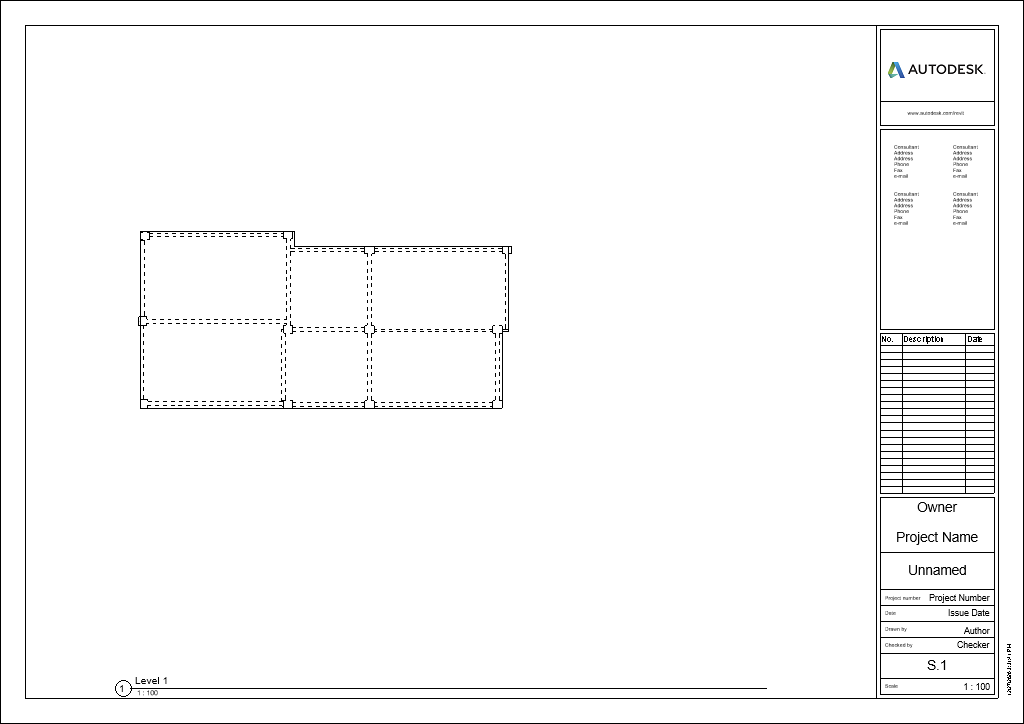 AUTODESK.
www.autodesk.com/revit
Consultant
Address
Address
Phone
Fax
e-mail
Consultant
Address
Address
Phone
Fax
e-mail
Consultant
Address
Address
Phone
Fax
e-mail
Consultant
Address
Address
Phone
Fax
e-mail
No. Description Date
Owner
Project Name
Unnamed
Project number Project Number
Date Issue Date
Drawn by Author
Checked by Checker
S.1
Scale 1 : 100
1 Level 1
1 : 100